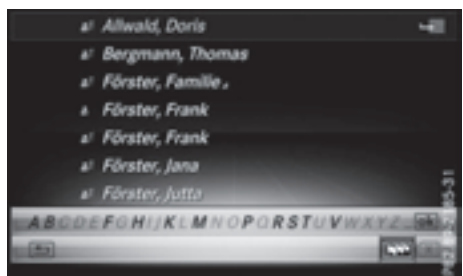 Allwald, Doris
Bergmann, Thomas
Förster, Familie
Förster, Frank
Förster, Frank
Förster, Jana
Förster, Jutta
ABCDEFGHIJKLMNOPQRSTUVWXYZ